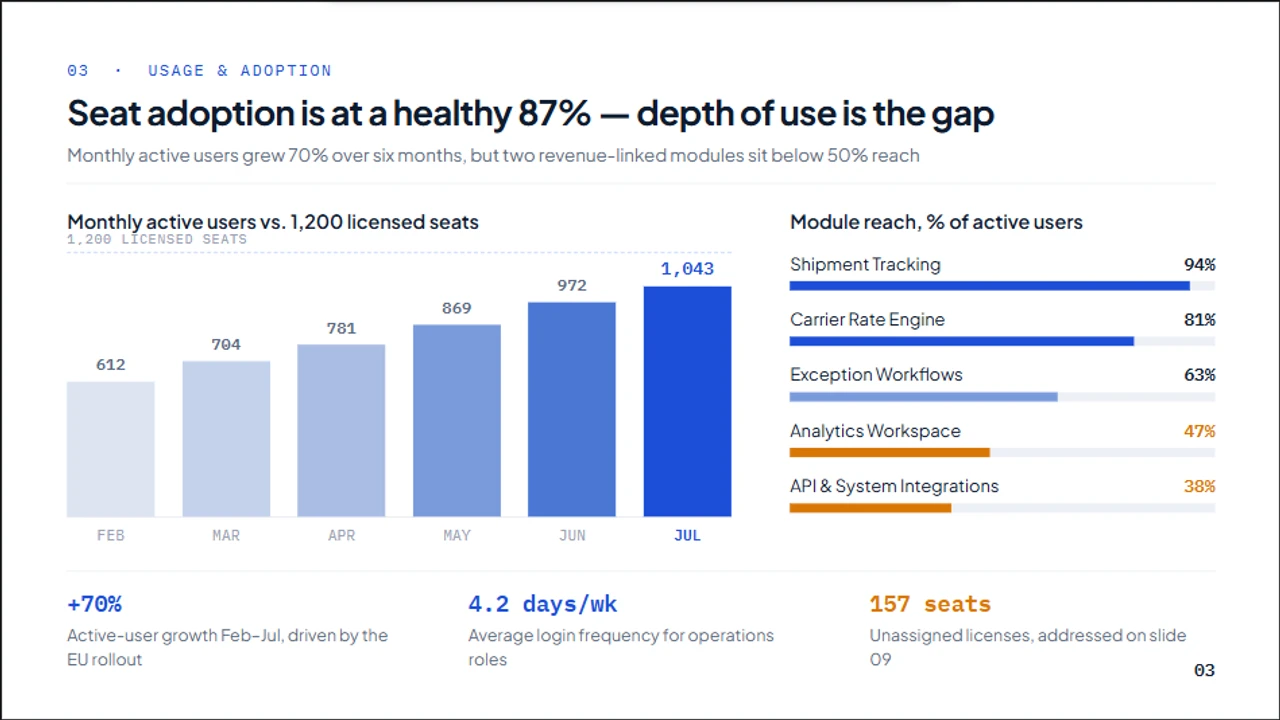 03 · USAGE & ADOPTION
Seat adoption is at a healthy 87% — depth of use is the gap
Monthly active users grew 70% over six months, but two revenue-linked modules sit below 50% reach
Monthly active users vs. 1,200 licensed seats
1,200 LICENSED SEATS
612
704
781
869
972
1,043
FEB
MAR
APR
MAY
JUN
JUL
Module reach, % of active users
Shipment Tracking 94%
Carrier Rate Engine 81%
Exception Workflows 63%
Analytics Workspace 47%
API & System Integrations 38%
+70%
Active-user growth Feb–Jul, driven by the
EU rollout
4.2 days/wk
Average login frequency for operations
roles
157 seats
Unassigned licenses, addressed on slide
09
03